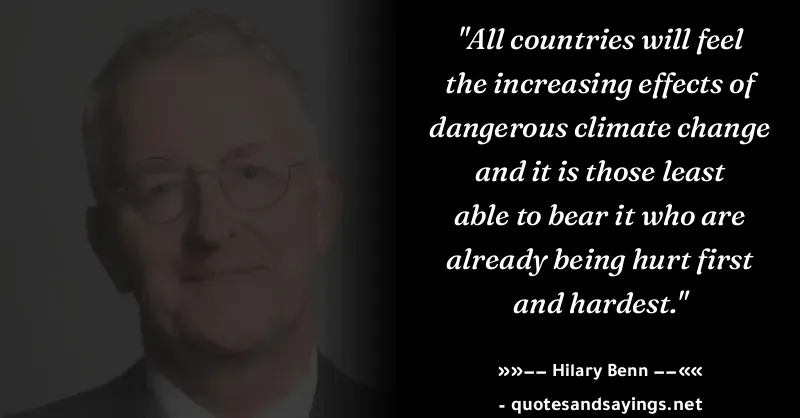 "All countries will feel
the increasing effects of
dangerous climate change
and it is those least
able to bear it who are
already being hurt first
and hardest."
»»–– Hilary Benn ––««
- quotesandsayings.net